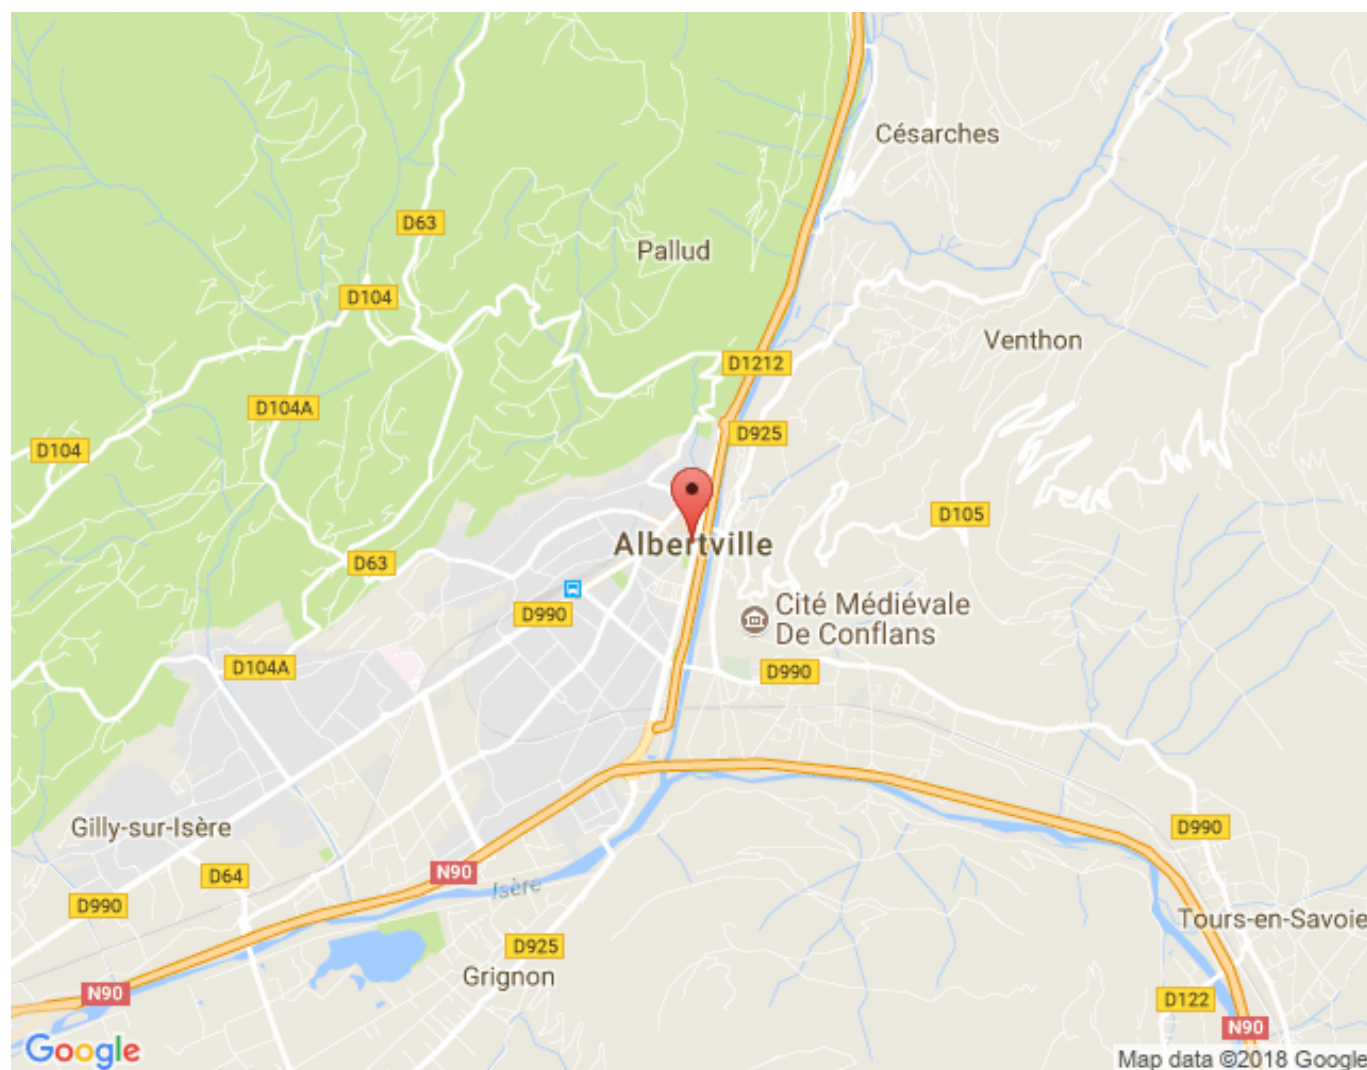 Césarches
D63
Pallud
D104
Venthon
D1212
D104A
D925
D104
D105
Albertville
D63
Cité Médiévale
De Conflans
D990
D104A
D990
Gilly-sur-Isère
D990
N90
D64
Isère
D990
Tours-en-Savoie
D925
Grignon
N90
D122
N90
Google
Map data ©2018 Google